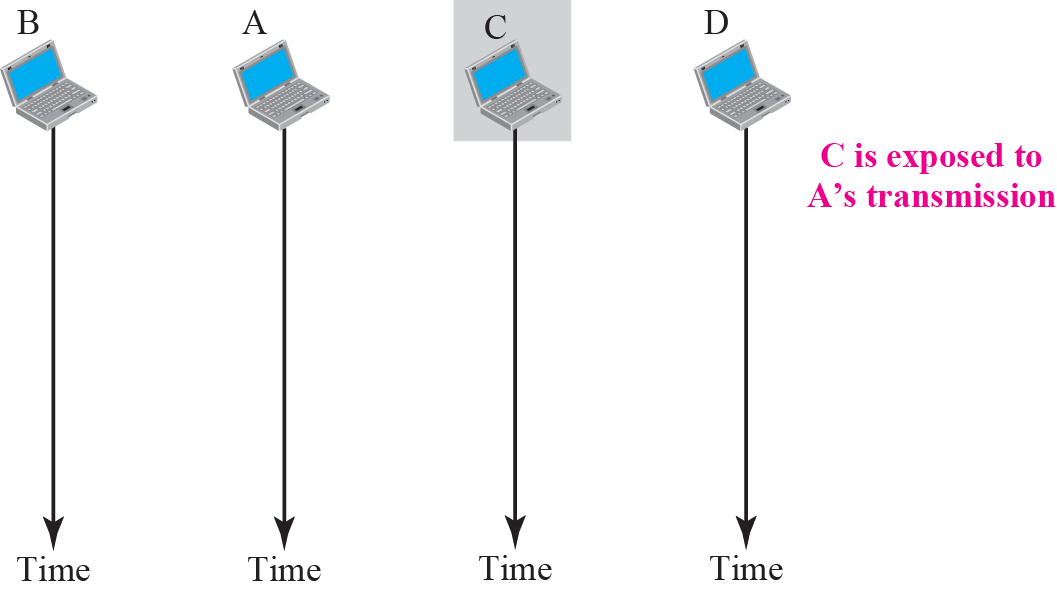 B
A
C
D
C is exposed to
A’s transmission
Time
Time
Time
Time